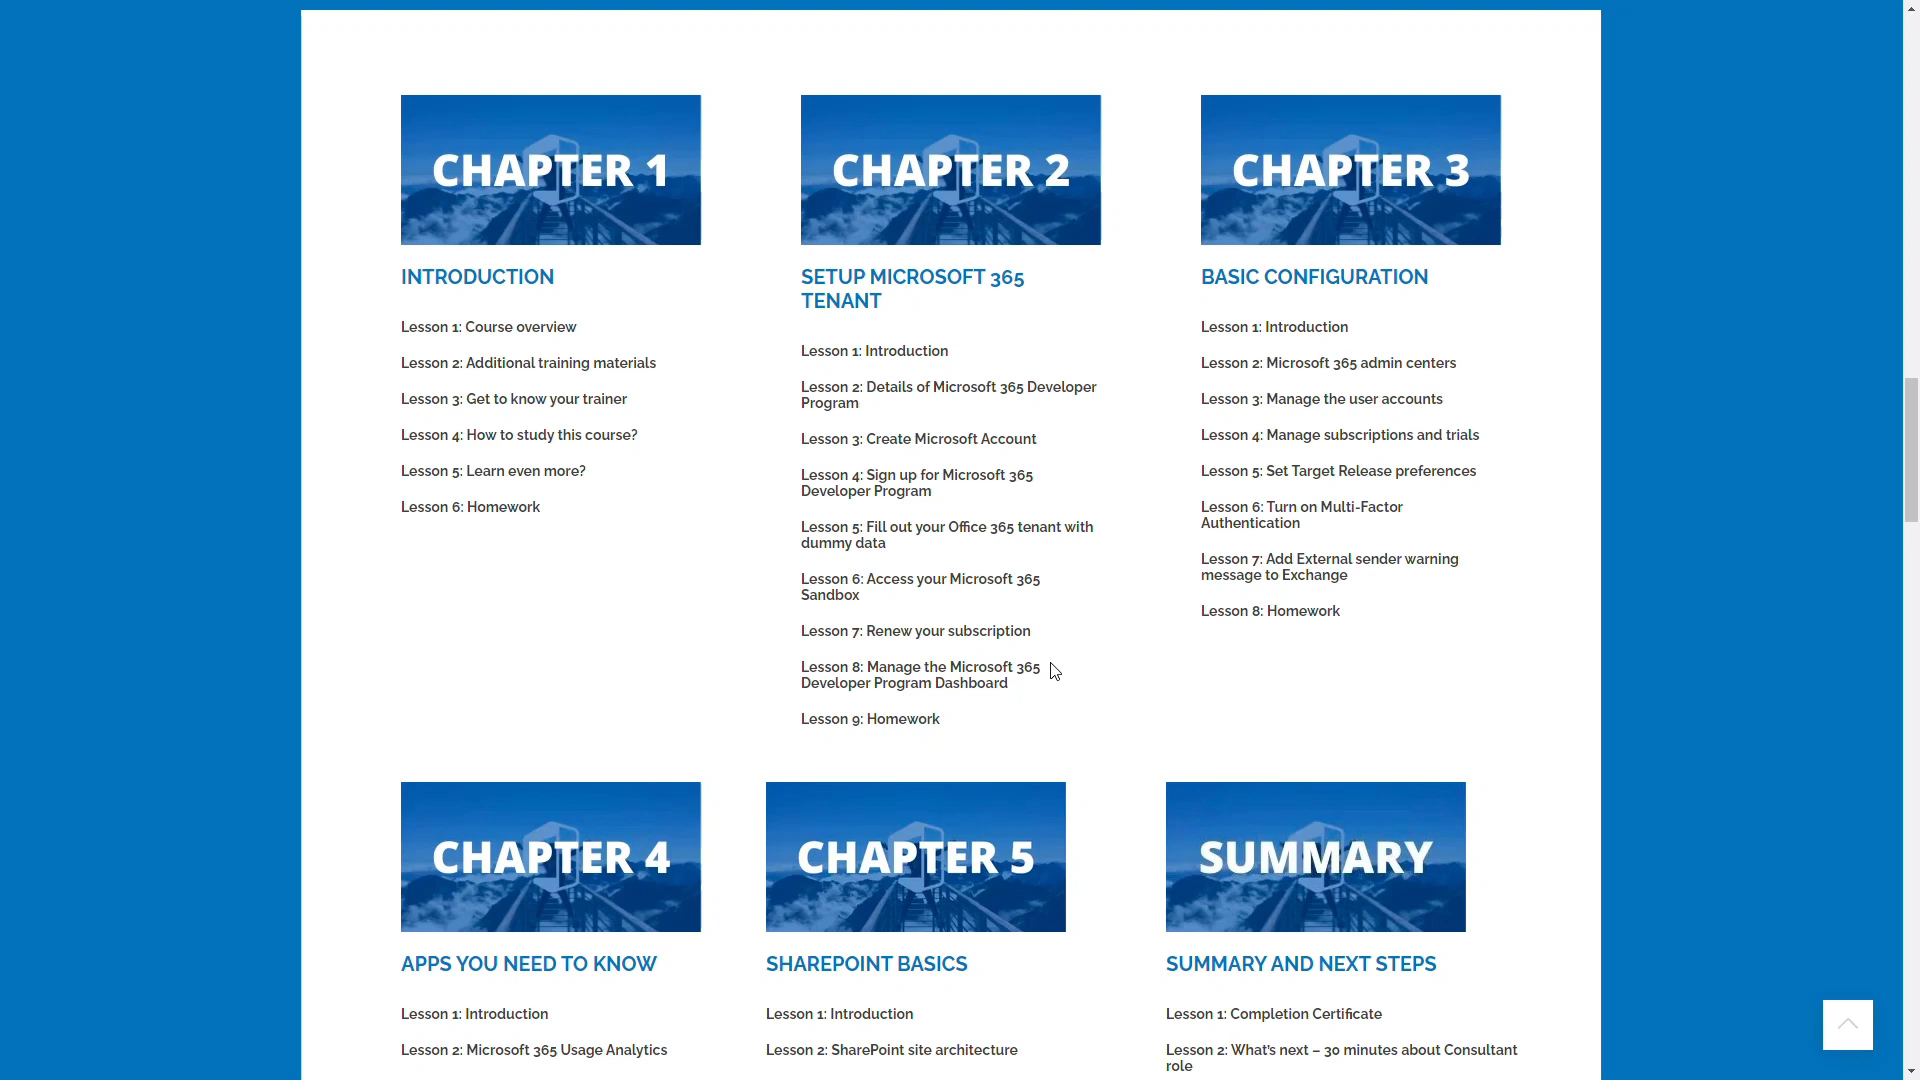 CHAPTER 1
INTRODUCTION
Lesson 1: Course overview
Lesson 2: Additional training materials
Lesson 3: Get to know your trainer
Lesson 4: How to study this course?
Lesson 5: Learn even more?
Lesson 6: Homework
CHAPTER 2
SETUP MICROSOFT 365
TENANT
Lesson 1: Introduction
Lesson 2: Details of Microsoft 365 Developer
Program
Lesson 3: Create Microsoft Account
Lesson 4: Sign up for Microsoft 365
Developer Program
Lesson 5: Fill out your Office 365 tenant with
dummy data
Lesson 6: Access your Microsoft 365
Sandbox
Lesson 7: Renew your subscription
Lesson 8: Manage the Microsoft 365
Developer Program Dashboard
Lesson 9: Homework
CHAPTER 3
BASIC CONFIGURATION
Lesson 1: Introduction
Lesson 2: Microsoft 365 admin centers
Lesson 3: Manage the user accounts
Lesson 4: Manage subscriptions and trials
Lesson 5: Set Target Release preferences
Lesson 6: Turn on Multi-Factor
Authentication
Lesson 7: Add External sender warning
message to Exchange
Lesson 8: Homework
CHAPTER 4
APPS YOU NEED TO KNOW
Lesson 1: Introduction
Lesson 2: Microsoft 365 Usage Analytics
CHAPTER 5
SHAREPOINT BASICS
Lesson 1: Introduction
Lesson 2: SharePoint site architecture
SUMMARY
SUMMARY AND NEXT STEPS
Lesson 1: Completion Certificate
Lesson 2: What's next – 30 minutes about Consultant
role